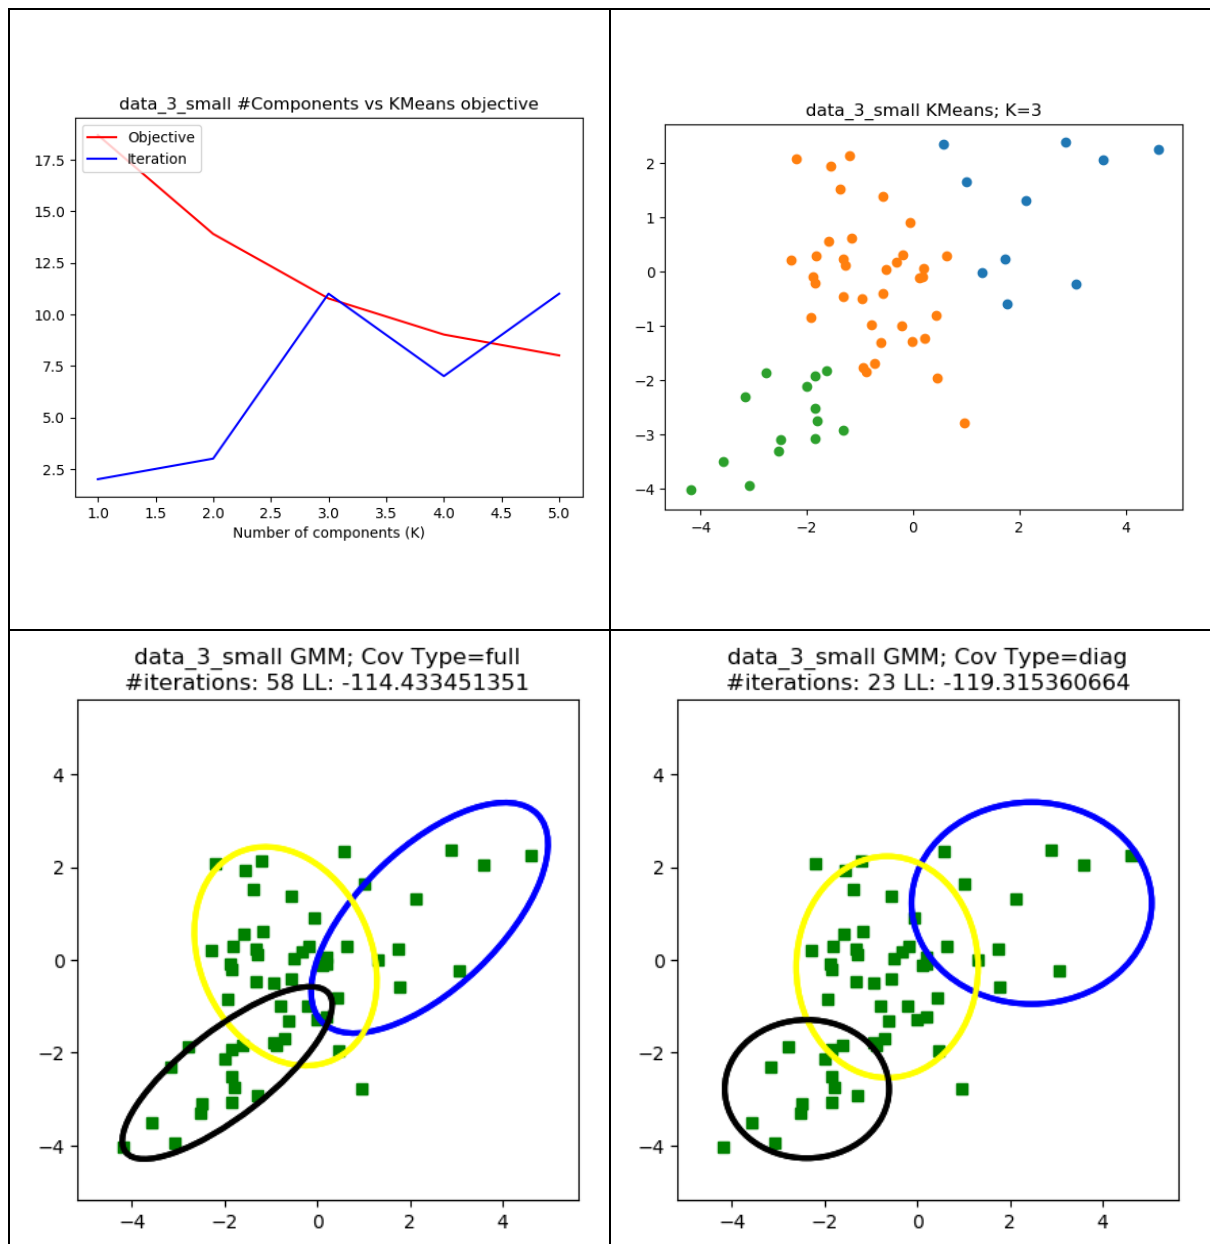 data_3_small #Components vs KMeans objective
Objective
Iteration
17.5
15.0
12.5
10.0
7.5
5.0
2.5
1.0 1.5 2.0 2.5 3.0 3.5 4.0 4.5 5.0
Number of components (K)
data_3_small KMeans; K=3
2
1
0
−1
−2
−3
−4
−4 −2 0 2 4
data_3_small GMM; Cov Type=full
#iterations: 58 LL: -114.433451351
4
2
0
−2
−4
−4 −2 0 2 4
data_3_small GMM; Cov Type=diag
#iterations: 23 LL: -119.315360664
4
2
0
−2
−4
−4 −2 0 2 4